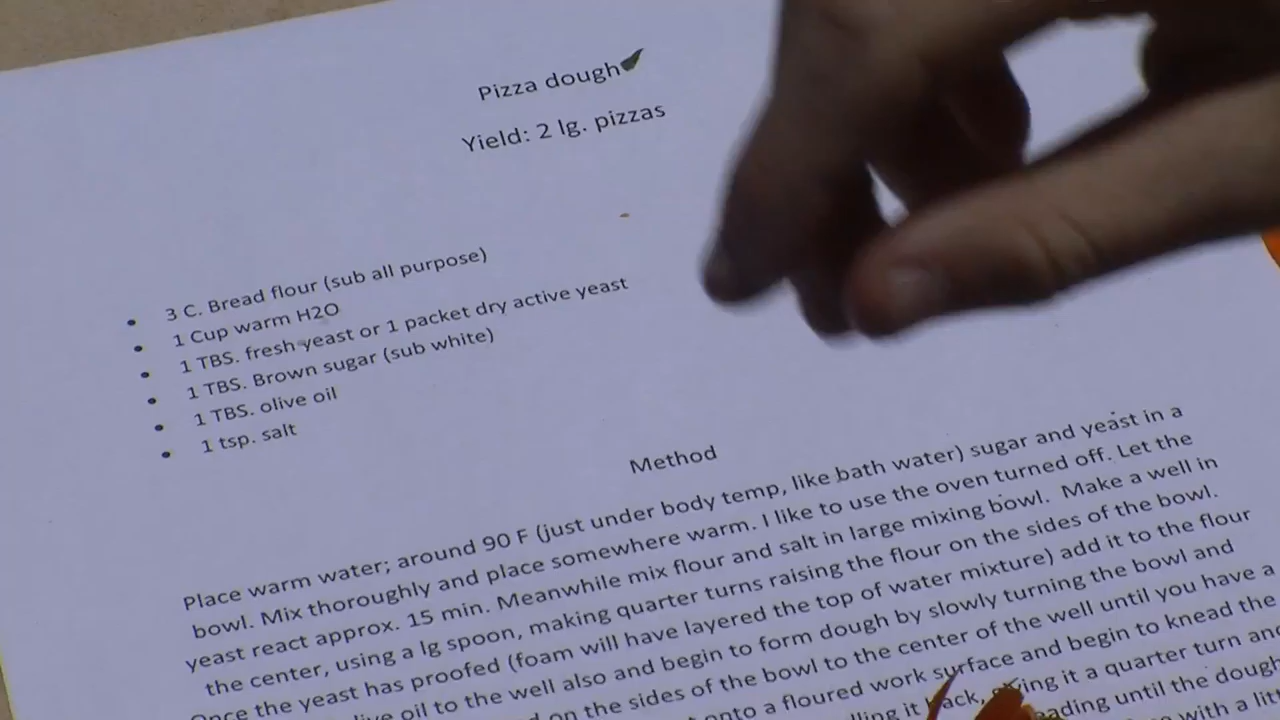 Pizza dough
Yield: 2 lg. pizzas
• 3 C. Bread flour (sub all purpose)
• 1 Cup warm H2O
• 1 TBS. fresh yeast or 1 packet dry active yeast
• 1 TBS. Brown sugar (sub white)
• 1 TBS. olive oil
• 1 tsp. salt
Method
Place warm water; around 90 F (just under body temp, like bath water) sugar and yeast in a
bowl. Mix thoroughly and place somewhere warm. I like to use the oven turned off. Let the
yeast react approx. 15 min. Meanwhile mix flour and salt in large mixing bowl. Make a well in
the center, using a lg spoon, making quarter turns raising the flour on the sides of the bowl.
Once the yeast has proofed (foam will have layered the top of water mixture) add it to the flour
oil to the well also and begin to form dough by slowly turning the bowl and
on the sides of the bowl to the center of the well until you have a
onto a floured work surface and begin to knead the
it a quarter turn and
until the dough
with a